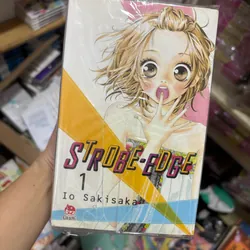 STROBE·EDGE
1
Io Sakisaka